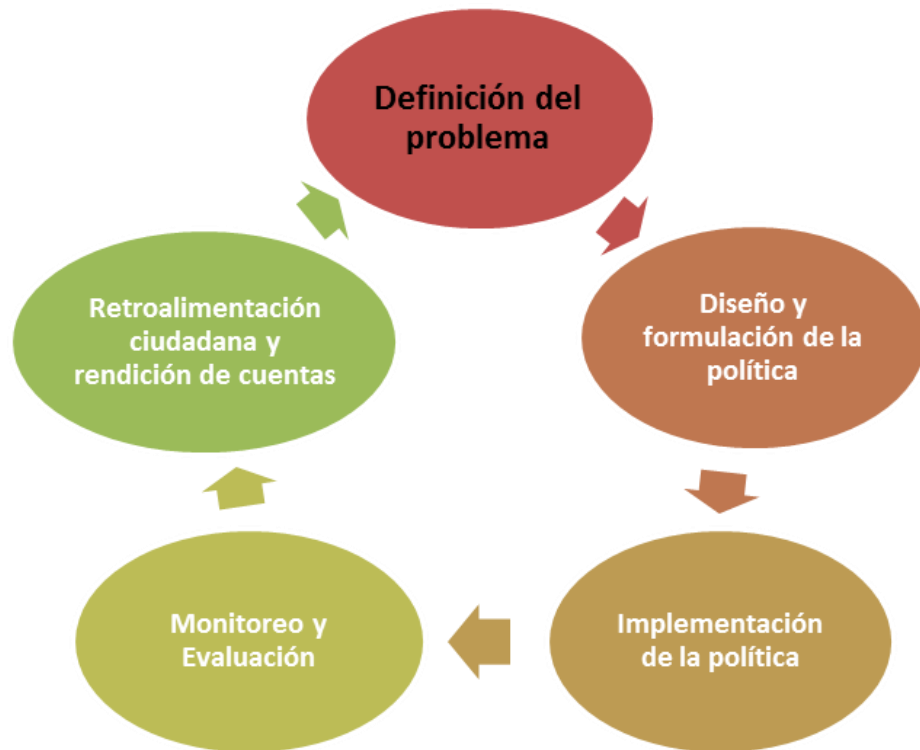 Definición del
problema
Diseño y
formulación de la
política
Implementación
de la política
Monitoreo y
Evaluación
Retroalimentación
ciudadana y
rendición de cuentas